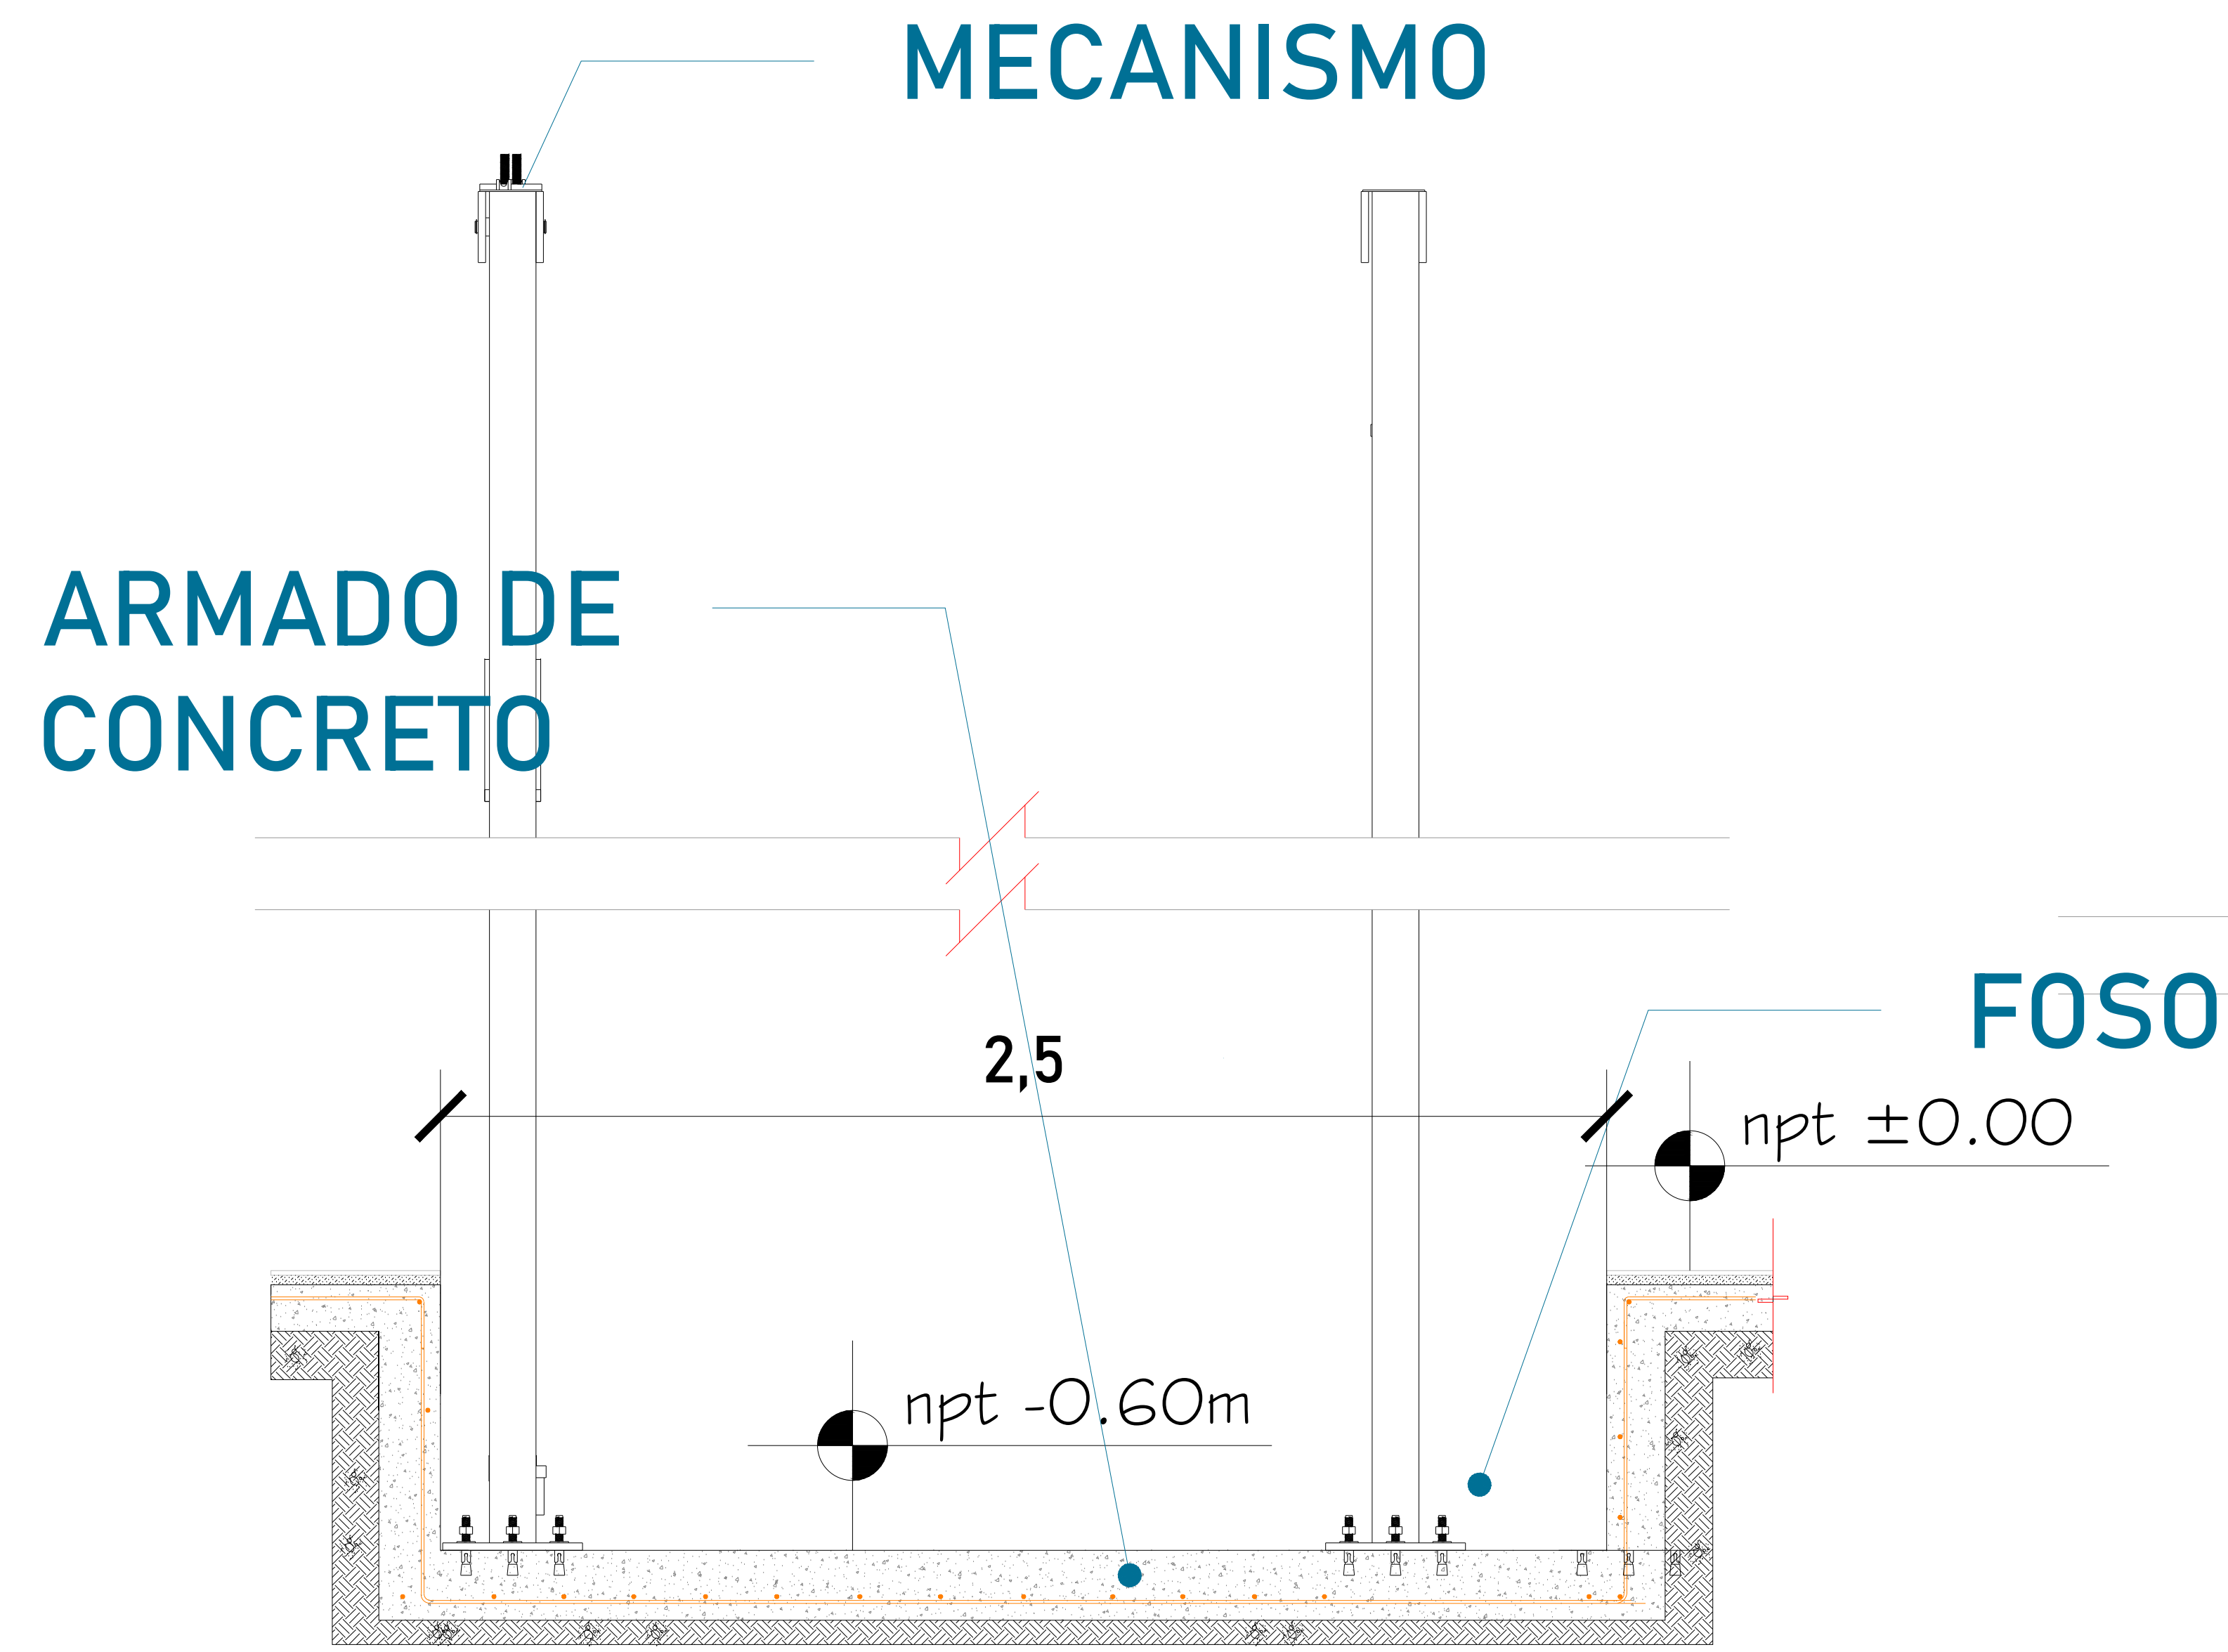 MECANISMO
ARMADO DE
CONCRETO
FOSO
2,5
npt ±0.00
npt -0.60m